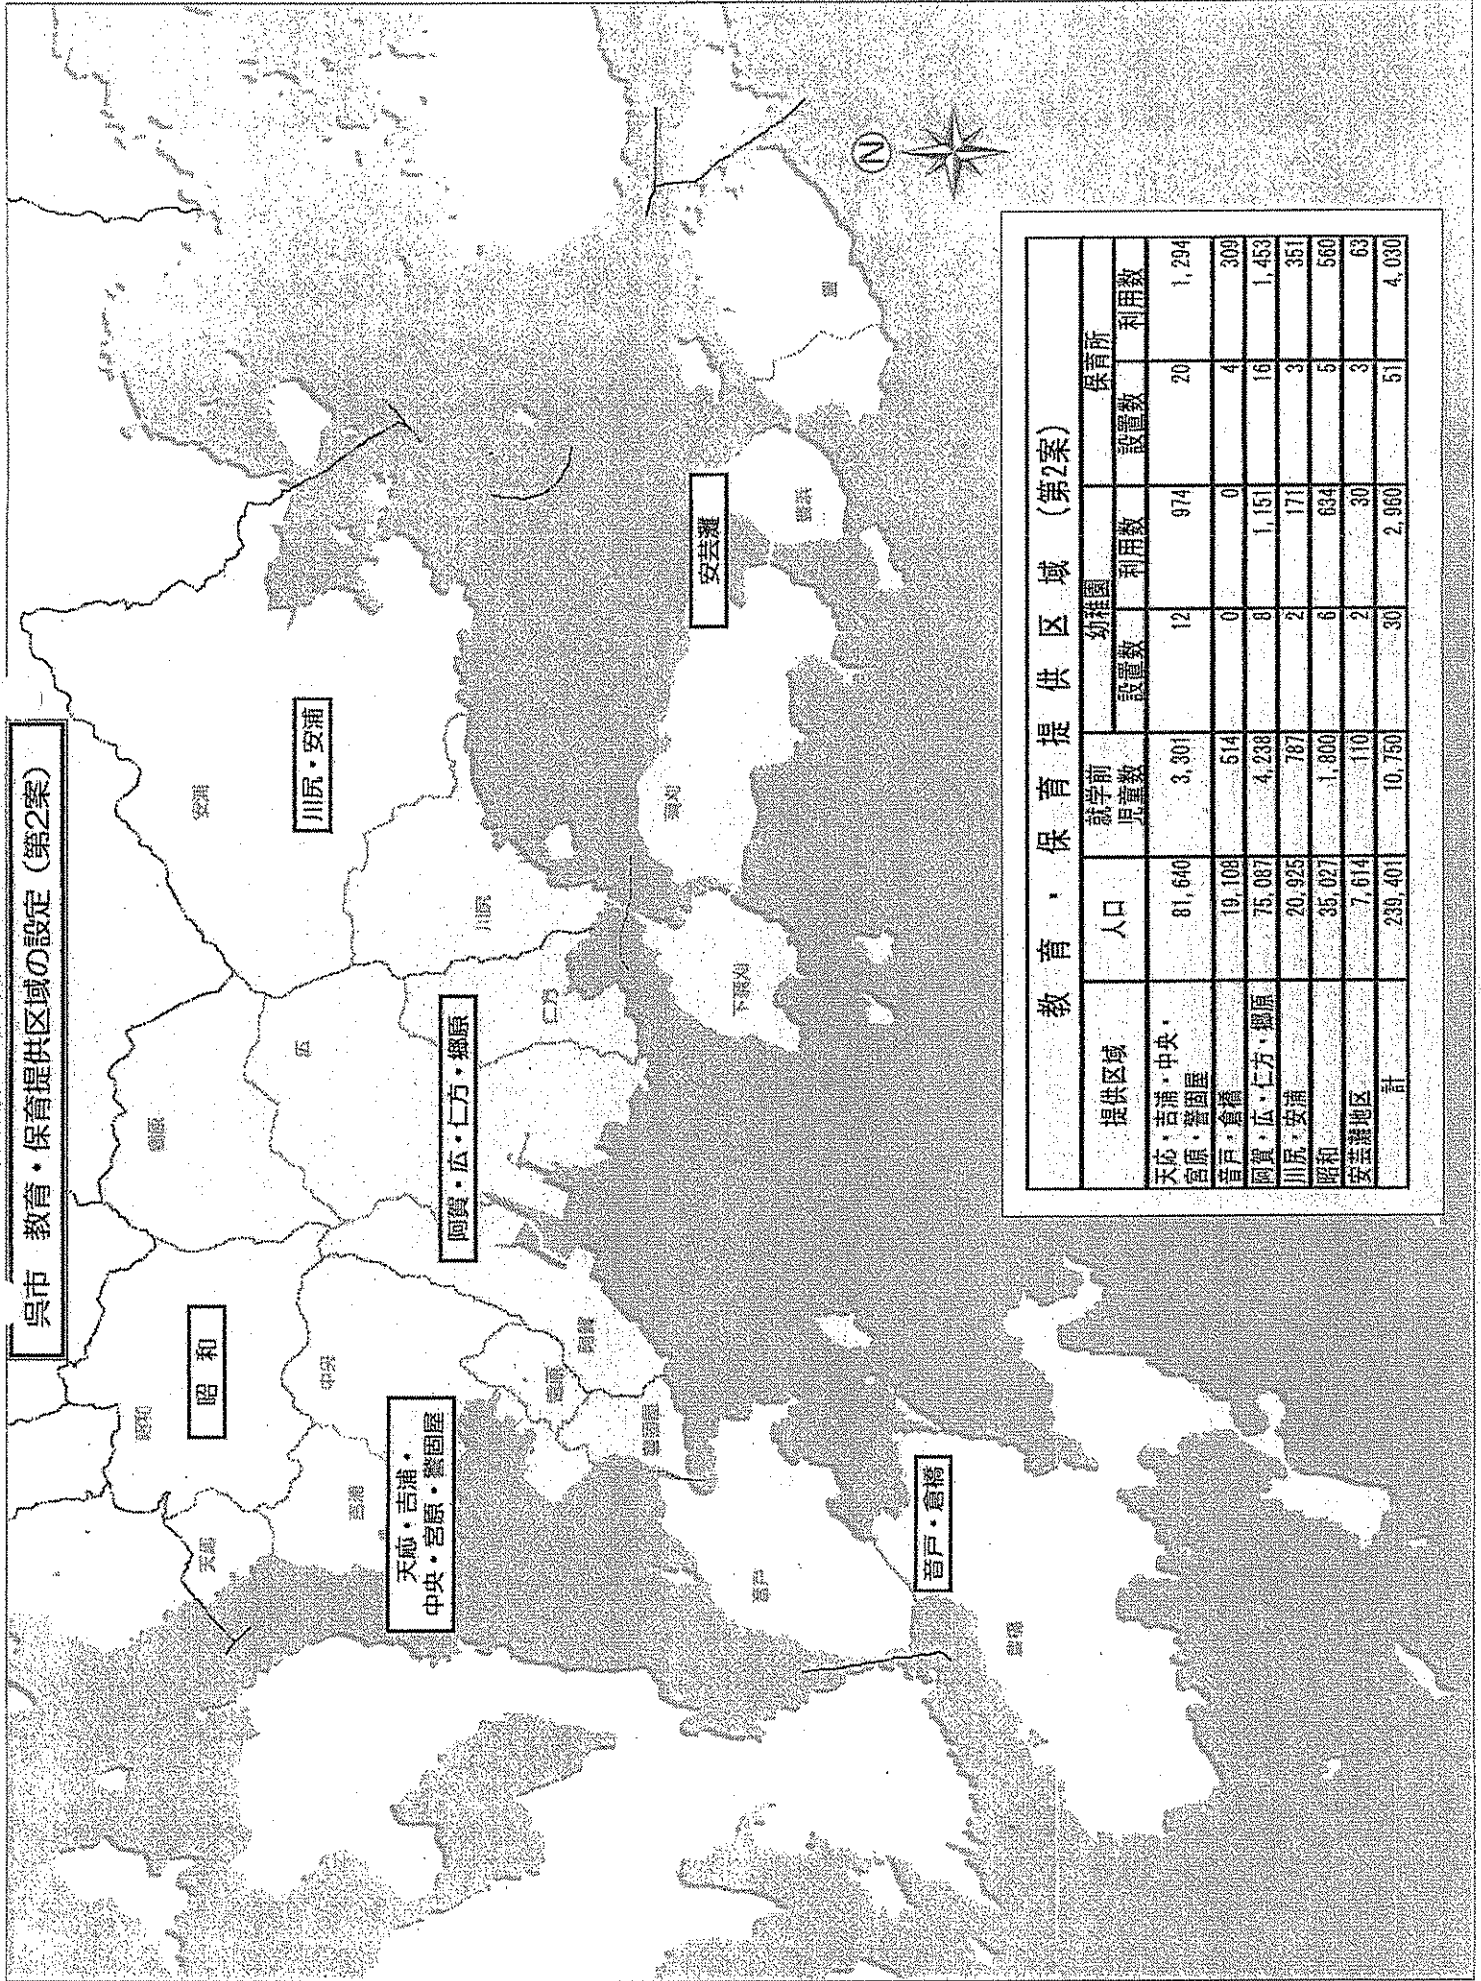 呉市　教育・保育提供区域の設定（第2案）
安浦
川尻・安浦
郷原
昭和
昭 和
広
中央
川尻
天応
吉浦
仁方
阿賀・広・仁方・郷原
天応・吉浦・
中央・宮原・警固屋
宮原
阿賀
警固屋
安芸灘
豊
豊浜
蒲刈
下蒲刈
音戸
音戸・倉橋
倉橋
N
教 育 ・ 保 育 提 供 区 域 （第2案）
提供区域 人口 就学前児童数 幼稚園 保育所
設置数 利用数 設置数 利用数
天応・吉浦・中央・
宮原・警固屋 81,640 3,301 12 974 20 1,294
音戸・倉橋 19,108 514 0 0 4 309
阿賀・広・仁方・郷原 75,087 4,238 8 1,151 16 1,453
川尻・安浦 20,925 787 2 171 3 351
昭和 35,027 1,800 6 634 5 560
安芸灘地区 7,614 110 2 30 3 63
計 239,401 10,750 30 2,960 51 4,030